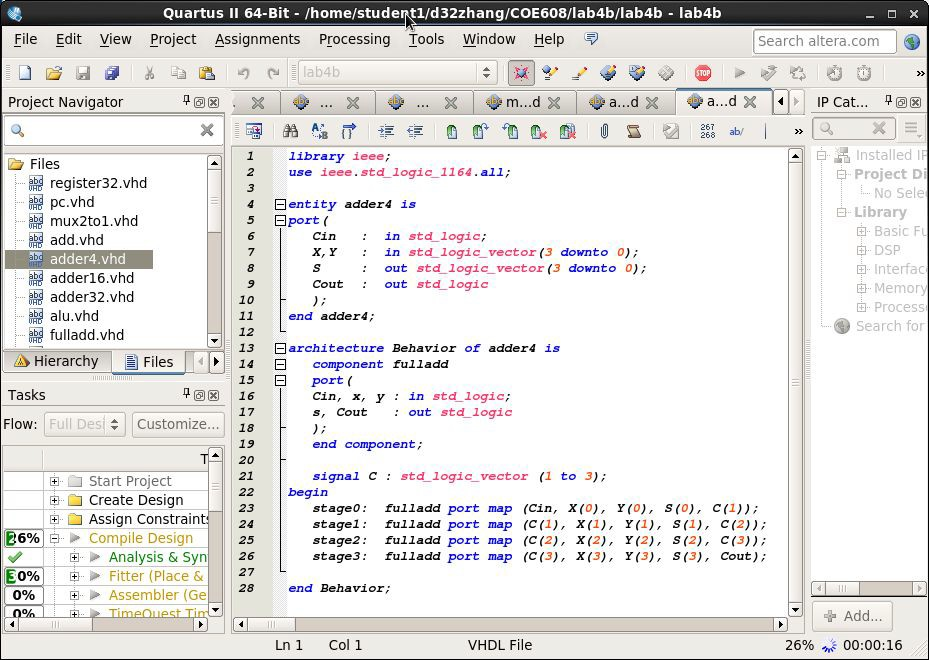 Quartus II 64-Bit - /home/student1/d32zhang/COE608/lab4b/lab4b - lab4b
File Edit View Project Assignments Processing Tools Window Help
Search altera.com
lab4b
STOP
Project Navigator
... ... m...d a...d a...d
IP Cat...
267
268
ab/
Files
register32.vhd
pc.vhd
mux2to1.vhd
add.vhd
adder4.vhd
adder16.vhd
adder32.vhd
alu.vhd
fulladd.vhd
Hierarchy Files
Tasks
Flow: Full Desi Customize...
T
Start Project
Create Design
Assign Constraints
26% Compile Design
Analysis & Syn
30% Fitter (Place &
0% Assembler (Ge
0% TimeQuest Tim
1 library ieee;
2 use ieee.std_logic_1164.all;
3
4 entity adder4 is
5 port(
6 Cin : in std_logic;
7 X,Y : in std_logic_vector(3 downto 0);
8 S : out std_logic_vector(3 downto 0);
9 Cout : out std_logic
10 );
11 end adder4;
12
13 architecture Behavior of adder4 is
14 component fulladd
15 port(
16 Cin, x, y : in std_logic;
17 s, Cout : out std_logic
18 );
19 end component;
20
21 signal C : std_logic_vector (1 to 3);
22 begin
23 stage0: fulladd port map (Cin, X(0), Y(0), S(0), C(1));
24 stage1: fulladd port map (C(1), X(1), Y(1), S(1), C(2));
25 stage2: fulladd port map (C(2), X(2), Y(2), S(2), C(3));
26 stage3: fulladd port map (C(3), X(3), Y(3), S(3), Cout);
27
28 end Behavior;
Installed IP
Project Di
No Selec
Library
Basic Fu
DSP
Interfac
Memory
Process
Search for
Add...
Ln 1 Col 1 VHDL File 26% 00:00:16